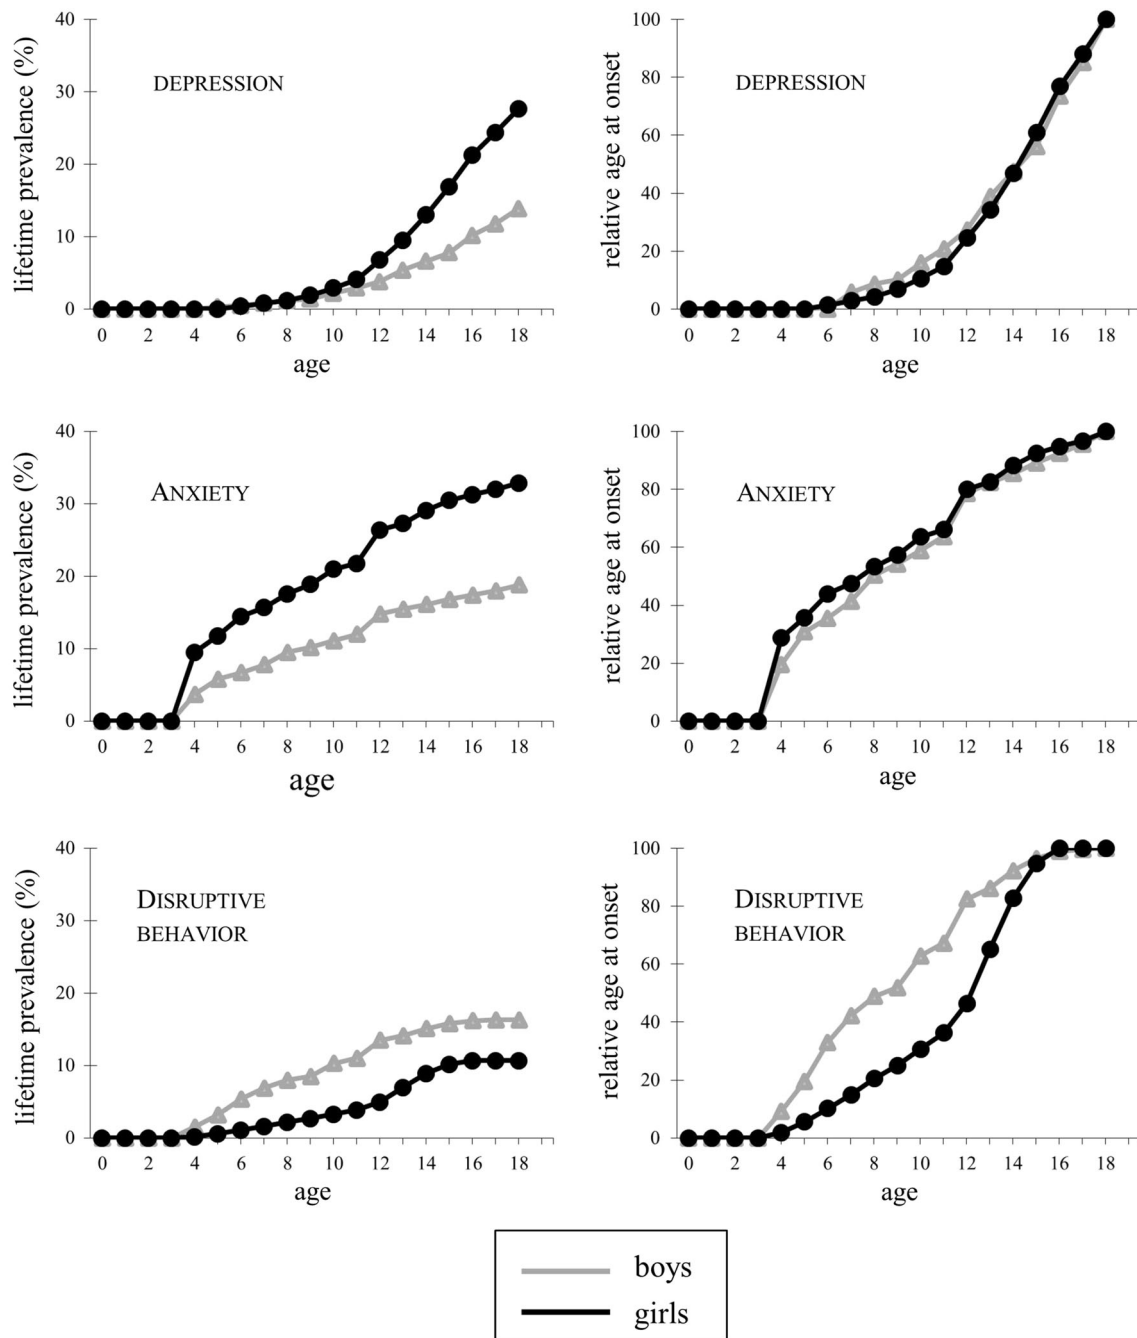 DEPRESSION
lifetime prevalence (%)
40
30
20
10
0
0 2 4 6 8 10 12 14 16 18
age
DEPRESSION
relative age at onset
100
80
60
40
20
0
0 2 4 6 8 10 12 14 16 18
age
ANXIETY
lifetime prevalence (%)
40
30
20
10
0
0 2 4 6 8 10 12 14 16 18
age
ANXIETY
relative age at onset
100
80
60
40
20
0
0 2 4 6 8 10 12 14 16 18
age
DISRUPTIVE
BEHAVIOR
lifetime prevalence (%)
40
30
20
10
0
0 2 4 6 8 10 12 14 16 18
age
DISRUPTIVE
BEHAVIOR
relative age at onset
100
80
60
40
20
0
0 2 4 6 8 10 12 14 16 18
age
boys
girls